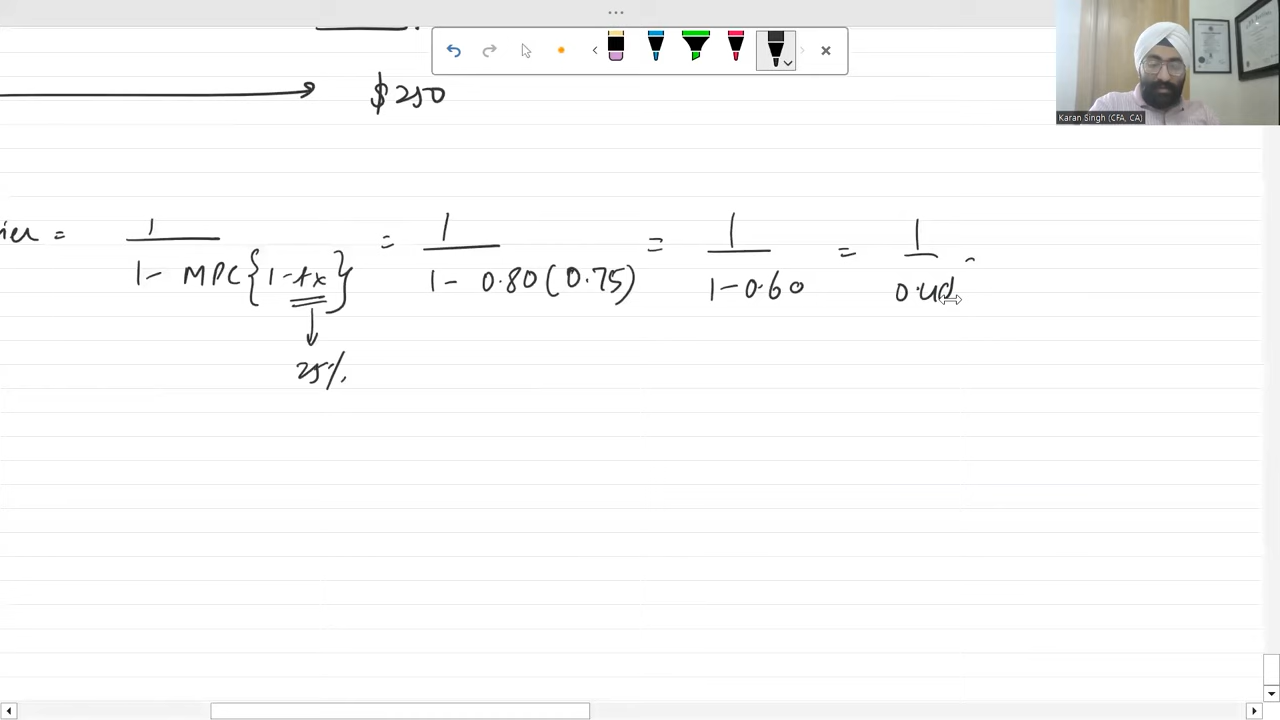 $250
Karan Singh (CFA, CA)
ier = 1 / 1 - MPC{1-tx} = 1 / 1 - 0.80(0.75) = 1 / 1-0.60 = 1 / 0.40
25%